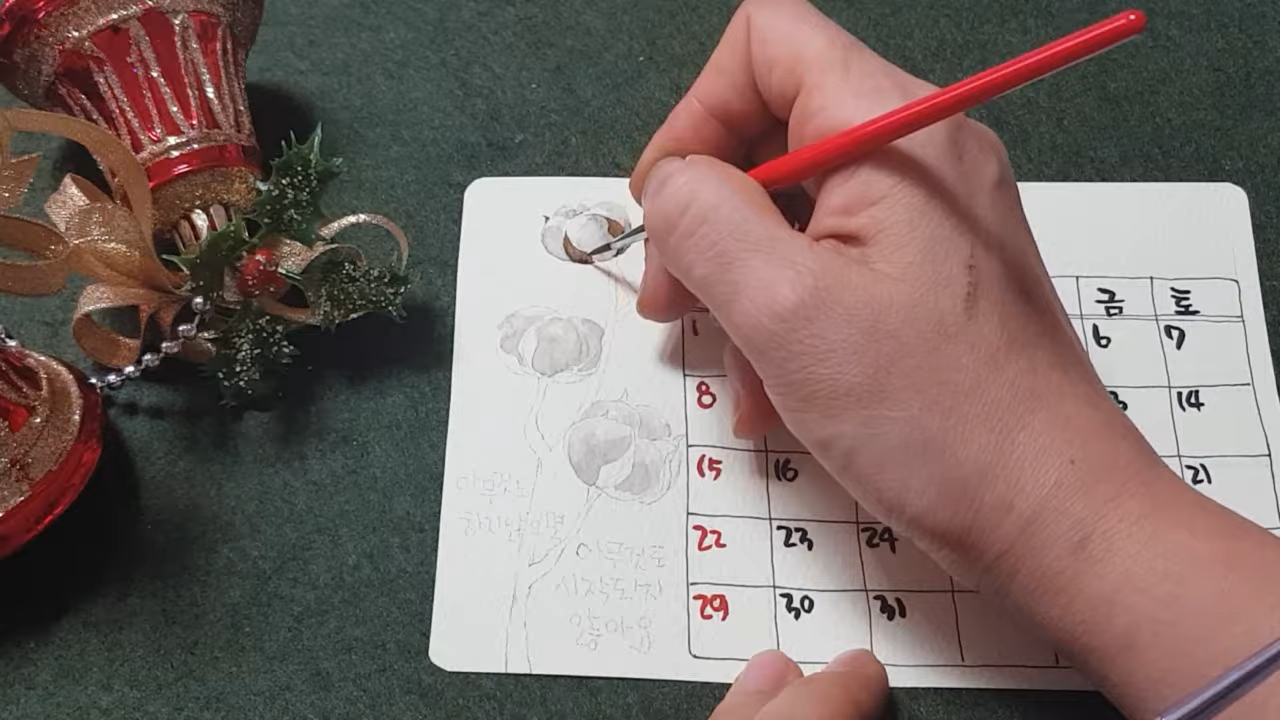 금 토
1 6 7
8 14
15 16 21
22 23 24
29 30 31
아무것도
하지 않으면
아무것도
시작되지
않아요